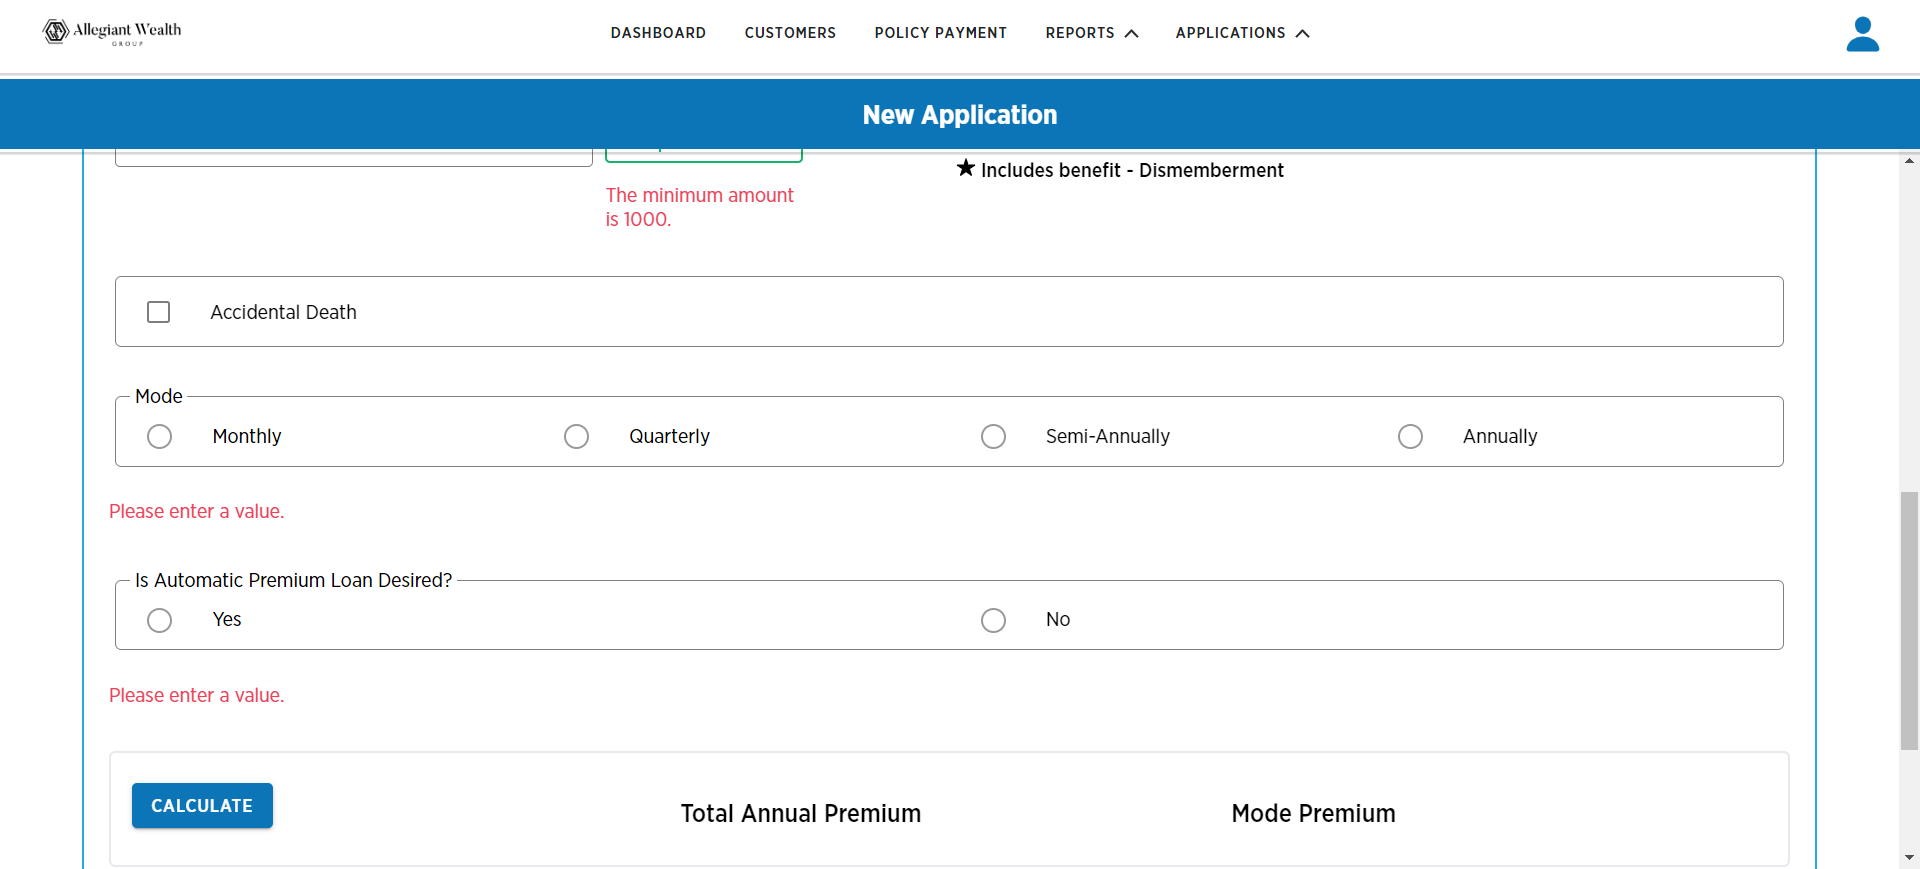 Allegiant Wealth
GROUP
DASHBOARD
CUSTOMERS
POLICY PAYMENT
REPORTS
APPLICATIONS
New Application
The minimum amount
is 1000.
★ Includes benefit - Dismemberment
Accidental Death
Mode
Monthly
Quarterly
Semi-Annually
Annually
Please enter a value.
Is Automatic Premium Loan Desired?
Yes
No
Please enter a value.
CALCULATE
Total Annual Premium
Mode Premium